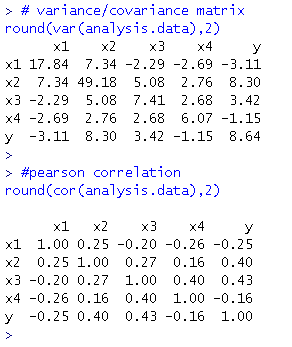 > # variance/covariance matrix
round(var(analysis.data),2)
x1 x2 x3 x4 y
x1 17.84 7.34 -2.29 -2.69 -3.11
x2 7.34 49.18 5.08 2.76 8.30
x3 -2.29 5.08 7.41 2.68 3.42
x4 -2.69 2.76 2.68 6.07 -1.15
y -3.11 8.30 3.42 -1.15 8.64
>
> #pearson correlation
round(cor(analysis.data),2)
x1 x2 x3 x4 y
x1 1.00 0.25 -0.20 -0.26 -0.25
x2 0.25 1.00 0.27 0.16 0.40
x3 -0.20 0.27 1.00 0.40 0.43
x4 -0.26 0.16 0.40 1.00 -0.16
y -0.25 0.40 0.43 -0.16 1.00
>